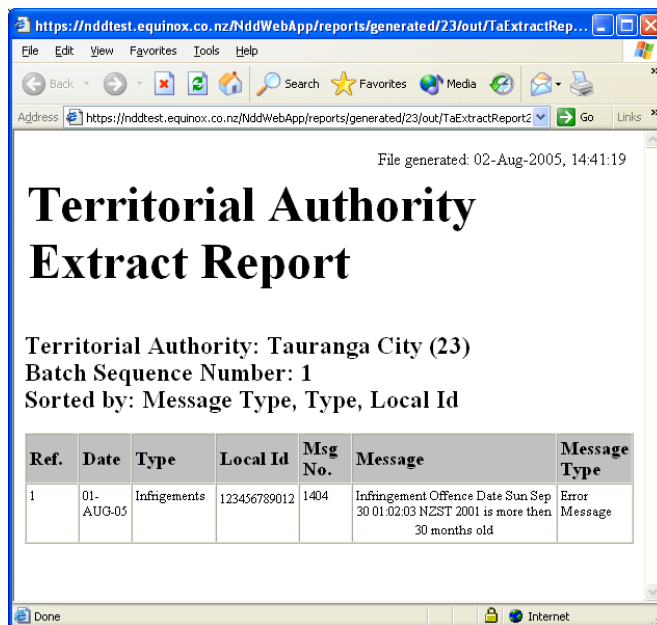 https://nddtest.equinox.co.nz/NddWebApp/reports/generated/23/out/TaExtractRep...
File Edit View Favorites Tools Help
Back Search Favorites Media
Address https://nddtest.equinox.co.nz/NddWebApp/reports/generated/23/out/TaExtractReport2 Go Links
File generated: 02-Aug-2005, 14:41:19
Territorial Authority
Extract Report
Territorial Authority: Tauranga City (23)
Batch Sequence Number: 1
Sorted by: Message Type, Type, Local Id
Ref. Date Type Local Id Msg No. Message Message Type
1 01-AUG-05 Infrigements 123456789012 1404 Infringement Offence Date Sun Sep 30 01:02:03 NZST 2001 is more then 30 months old Error Message
Done Internet